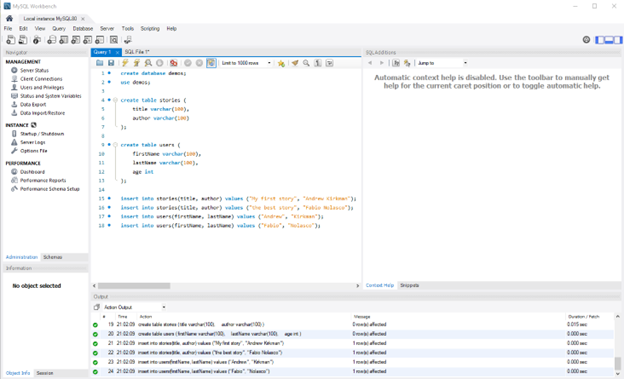 MySQL Workbench
Local instance MySQL80 ×
File Edit View Query Database Server Tools Scripting Help
Navigator
MANAGEMENT
Server Status
Client Connections
Users and Privileges
Status and System Variables
Data Export
Data Import/Restore
INSTANCE
Startup / Shutdown
Server Logs
Options File
PERFORMANCE
Dashboard
Performance Reports
Performance Schema Setup
Administration Schemas
Information
No object selected
Object Info Session
Query 1 × SQL File 1*
Limit to 1000 rows
1 create database demos;
2 use demos;
3
4 create table stories (
5 title varchar(100),
6 author varchar(100)
7 );
8
9 create table users (
10 firstName varchar(100),
11 lastName varchar(100),
12 age int
13 );
14
15 insert into stories(title, author) values ("My first story", "Andrew Kirkman");
16 insert into stories(title, author) values ("the best story", "Fabio Nolasco");
17 insert into users(firstName, lastName) values ("Andrew", "Kirkman");
18 insert into users(firstName, lastName) values ("Fabio", "Nolasco");
SQLAdditions
Jump to
Automatic context help is disabled. Use the toolbar to manually get
help for the current caret position or to toggle automatic help.
Context Help Snippets
Output
Action Output
# Time Action Message Duration / Fetch
19 21:02:09 create table stories (title varchar(100), author varchar(100) ) 0 row(s) affected 0.015 sec
20 21:02:09 create table users (firstName varchar(100), lastName varchar(100), age int ) 0 row(s) affected 0.000 sec
21 21:02:09 insert into stories(title, author) values ("My first story", "Andrew Kirkman") 1 row(s) affected 0.000 sec
22 21:02:09 insert into stories(title, author) values ("the best story", "Fabio Nolasco") 1 row(s) affected 0.000 sec
23 21:02:09 insert into users(firstName, lastName) values ("Andrew", "Kirkman") 1 row(s) affected 0.000 sec
24 21:02:09 insert into users(firstName, lastName) values ("Fabio", "Nolasco") 1 row(s) affected 0.000 sec